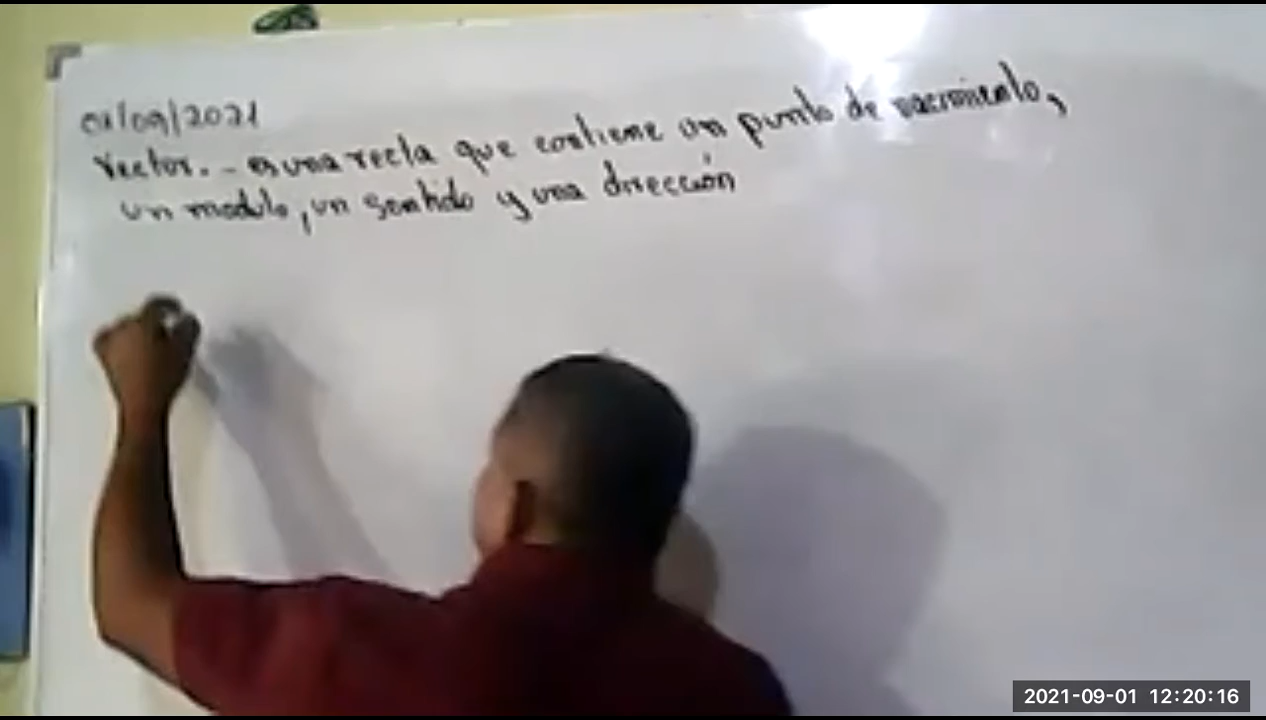 01/09/2021
Vector. - es una recta que contiene un punto de nacimiento,
un modulo, un sentido y una dirección
2021-09-01 12:20:16